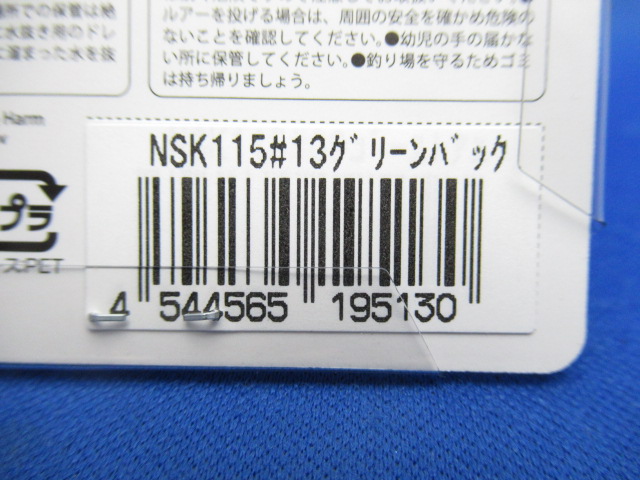 場所での保管は絶
に水抜き用のドレ
に溜まった水を抜
ルアーを投げる場合は、周囲の安全を確かめ危険の
ないことを確認してください。●幼児の手の届かな
い所に保管してください。●釣り場を守るためゴミ
は持ち帰りましょう。
Harm
プラ
PET
NSK115#13グリーンバック
4 544565 195130